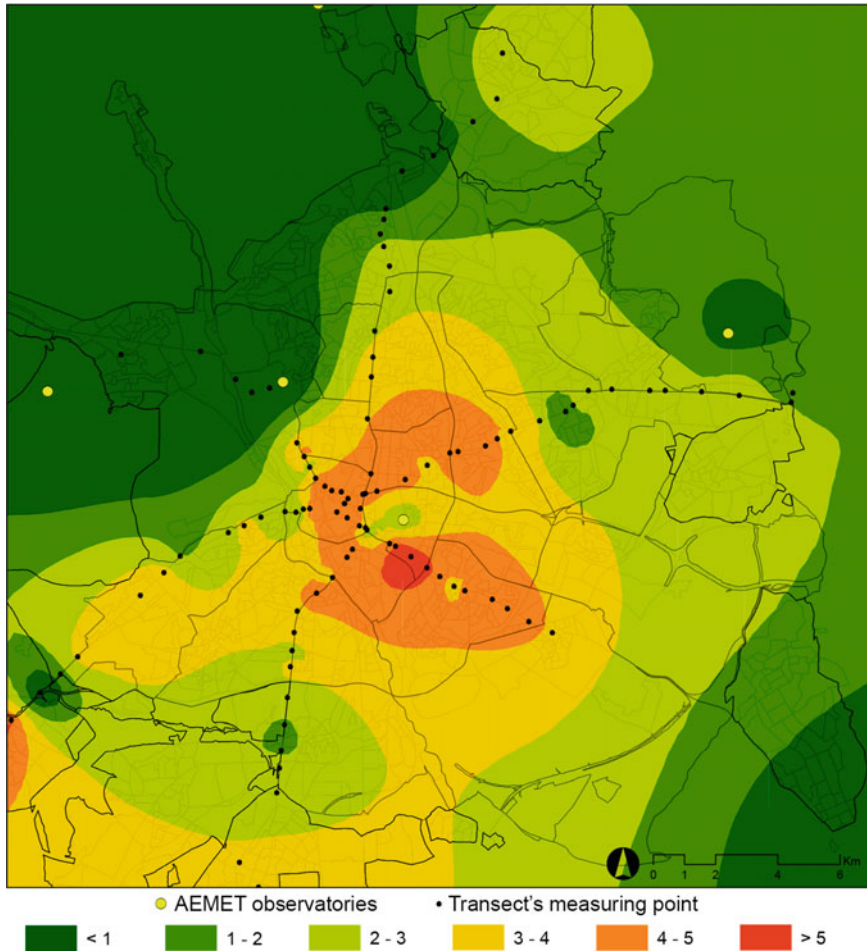 Km
0 1 2 4 6
AEMET observatories Transect's measuring point
< 1 1 - 2 2 - 3 3 - 4 4 - 5 > 5